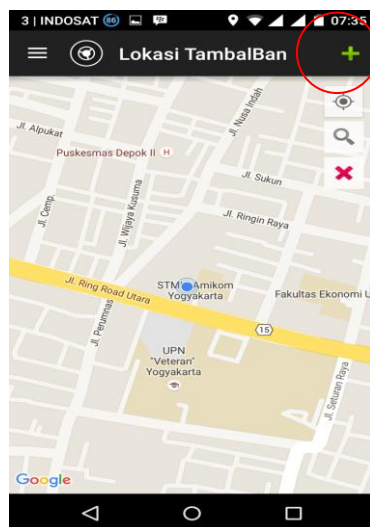 3 | INDOSAT 86 07:35
Lokasi TambalBan
Jl. Nusa Indah
Jl. Alpukat
Puskesmas Depok II H
Jl. Sukun
Jl. Cemp.
Jl. Wijaya Kusuma
Jl. Ringin Raya
Jl. Ring Road Utara
STMIK Amikom
Yogyakarta
Fakultas Ekonomi U
Jl. Perumnas
15
UPN
"Veteran"
Yogyakarta
Jl. Seturan Raya
Google